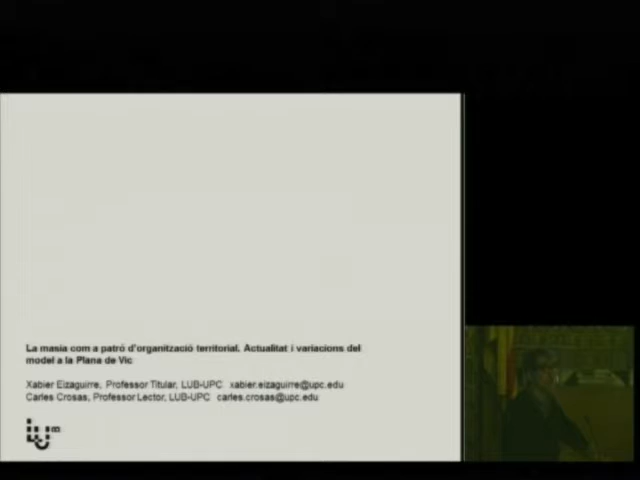 La masia com a patró d'organització territorial. Actualitat i variacions del
model a la Plana de Vic
Xabier Eizaguirre, Professor Titular, LUB-UPC xabier.eizaguirre@upc.edu
Carles Crosas, Professor Lector, LUB-UPC carles.crosas@upc.edu